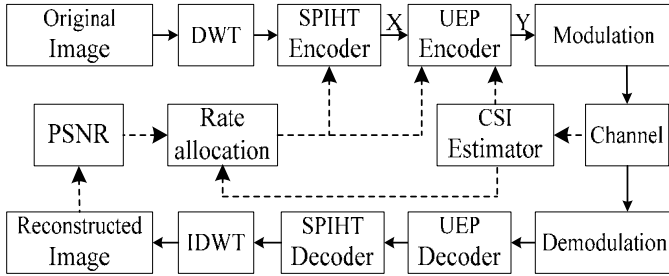 Original
Image
DWT
SPIHT
Encoder
X
UEP
Encoder
Y
Modulation
PSNR
Rate
allocation
CSI
Estimator
Channel
Reconstructed
Image
IDWT
SPIHT
Decoder
UEP
Decoder
Demodulation